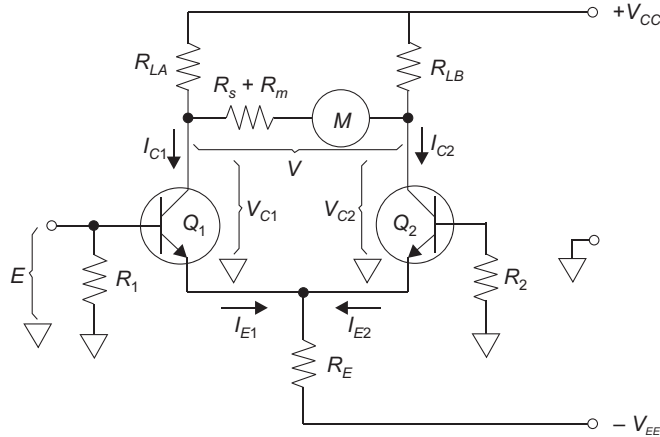 +V_CC
R_LA
R_s + R_m
R_LB
M
I_C1
V
I_C2
V_C1
V_C2
Q_1
Q_2
E
R_1
R_2
I_E1
I_E2
R_E
– V_EE